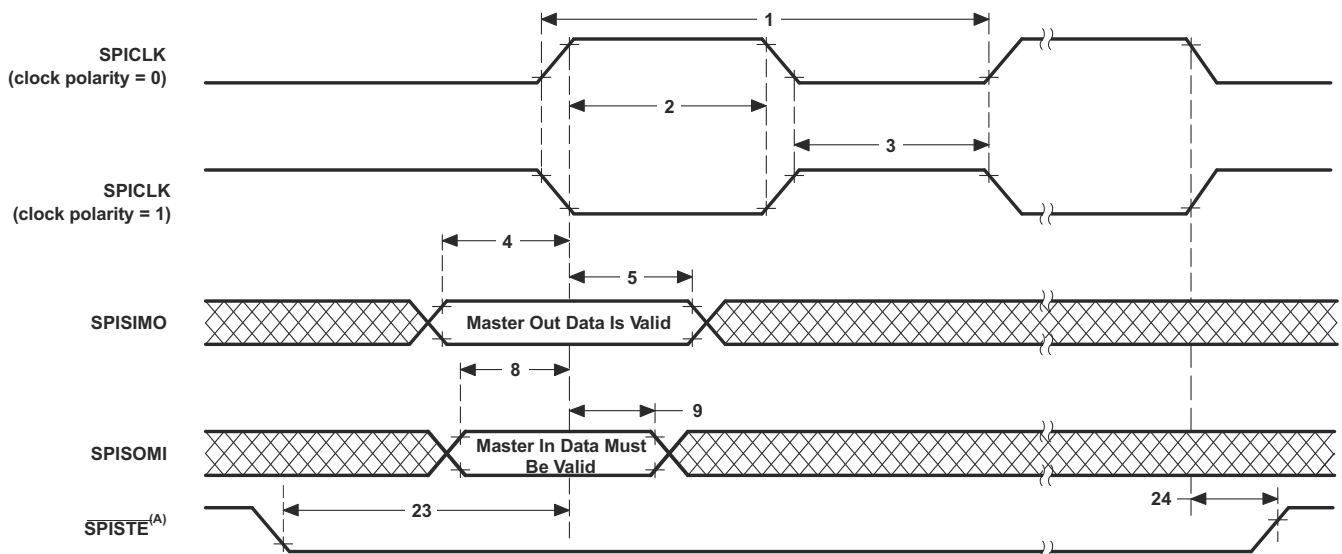 1
SPICLK
(clock polarity = 0)
2
3
SPICLK
(clock polarity = 1)
4
5
SPISIMO
Master Out Data Is Valid
8
9
SPISOMI
Master In Data Must
Be Valid
23
24
SPISTE(A)